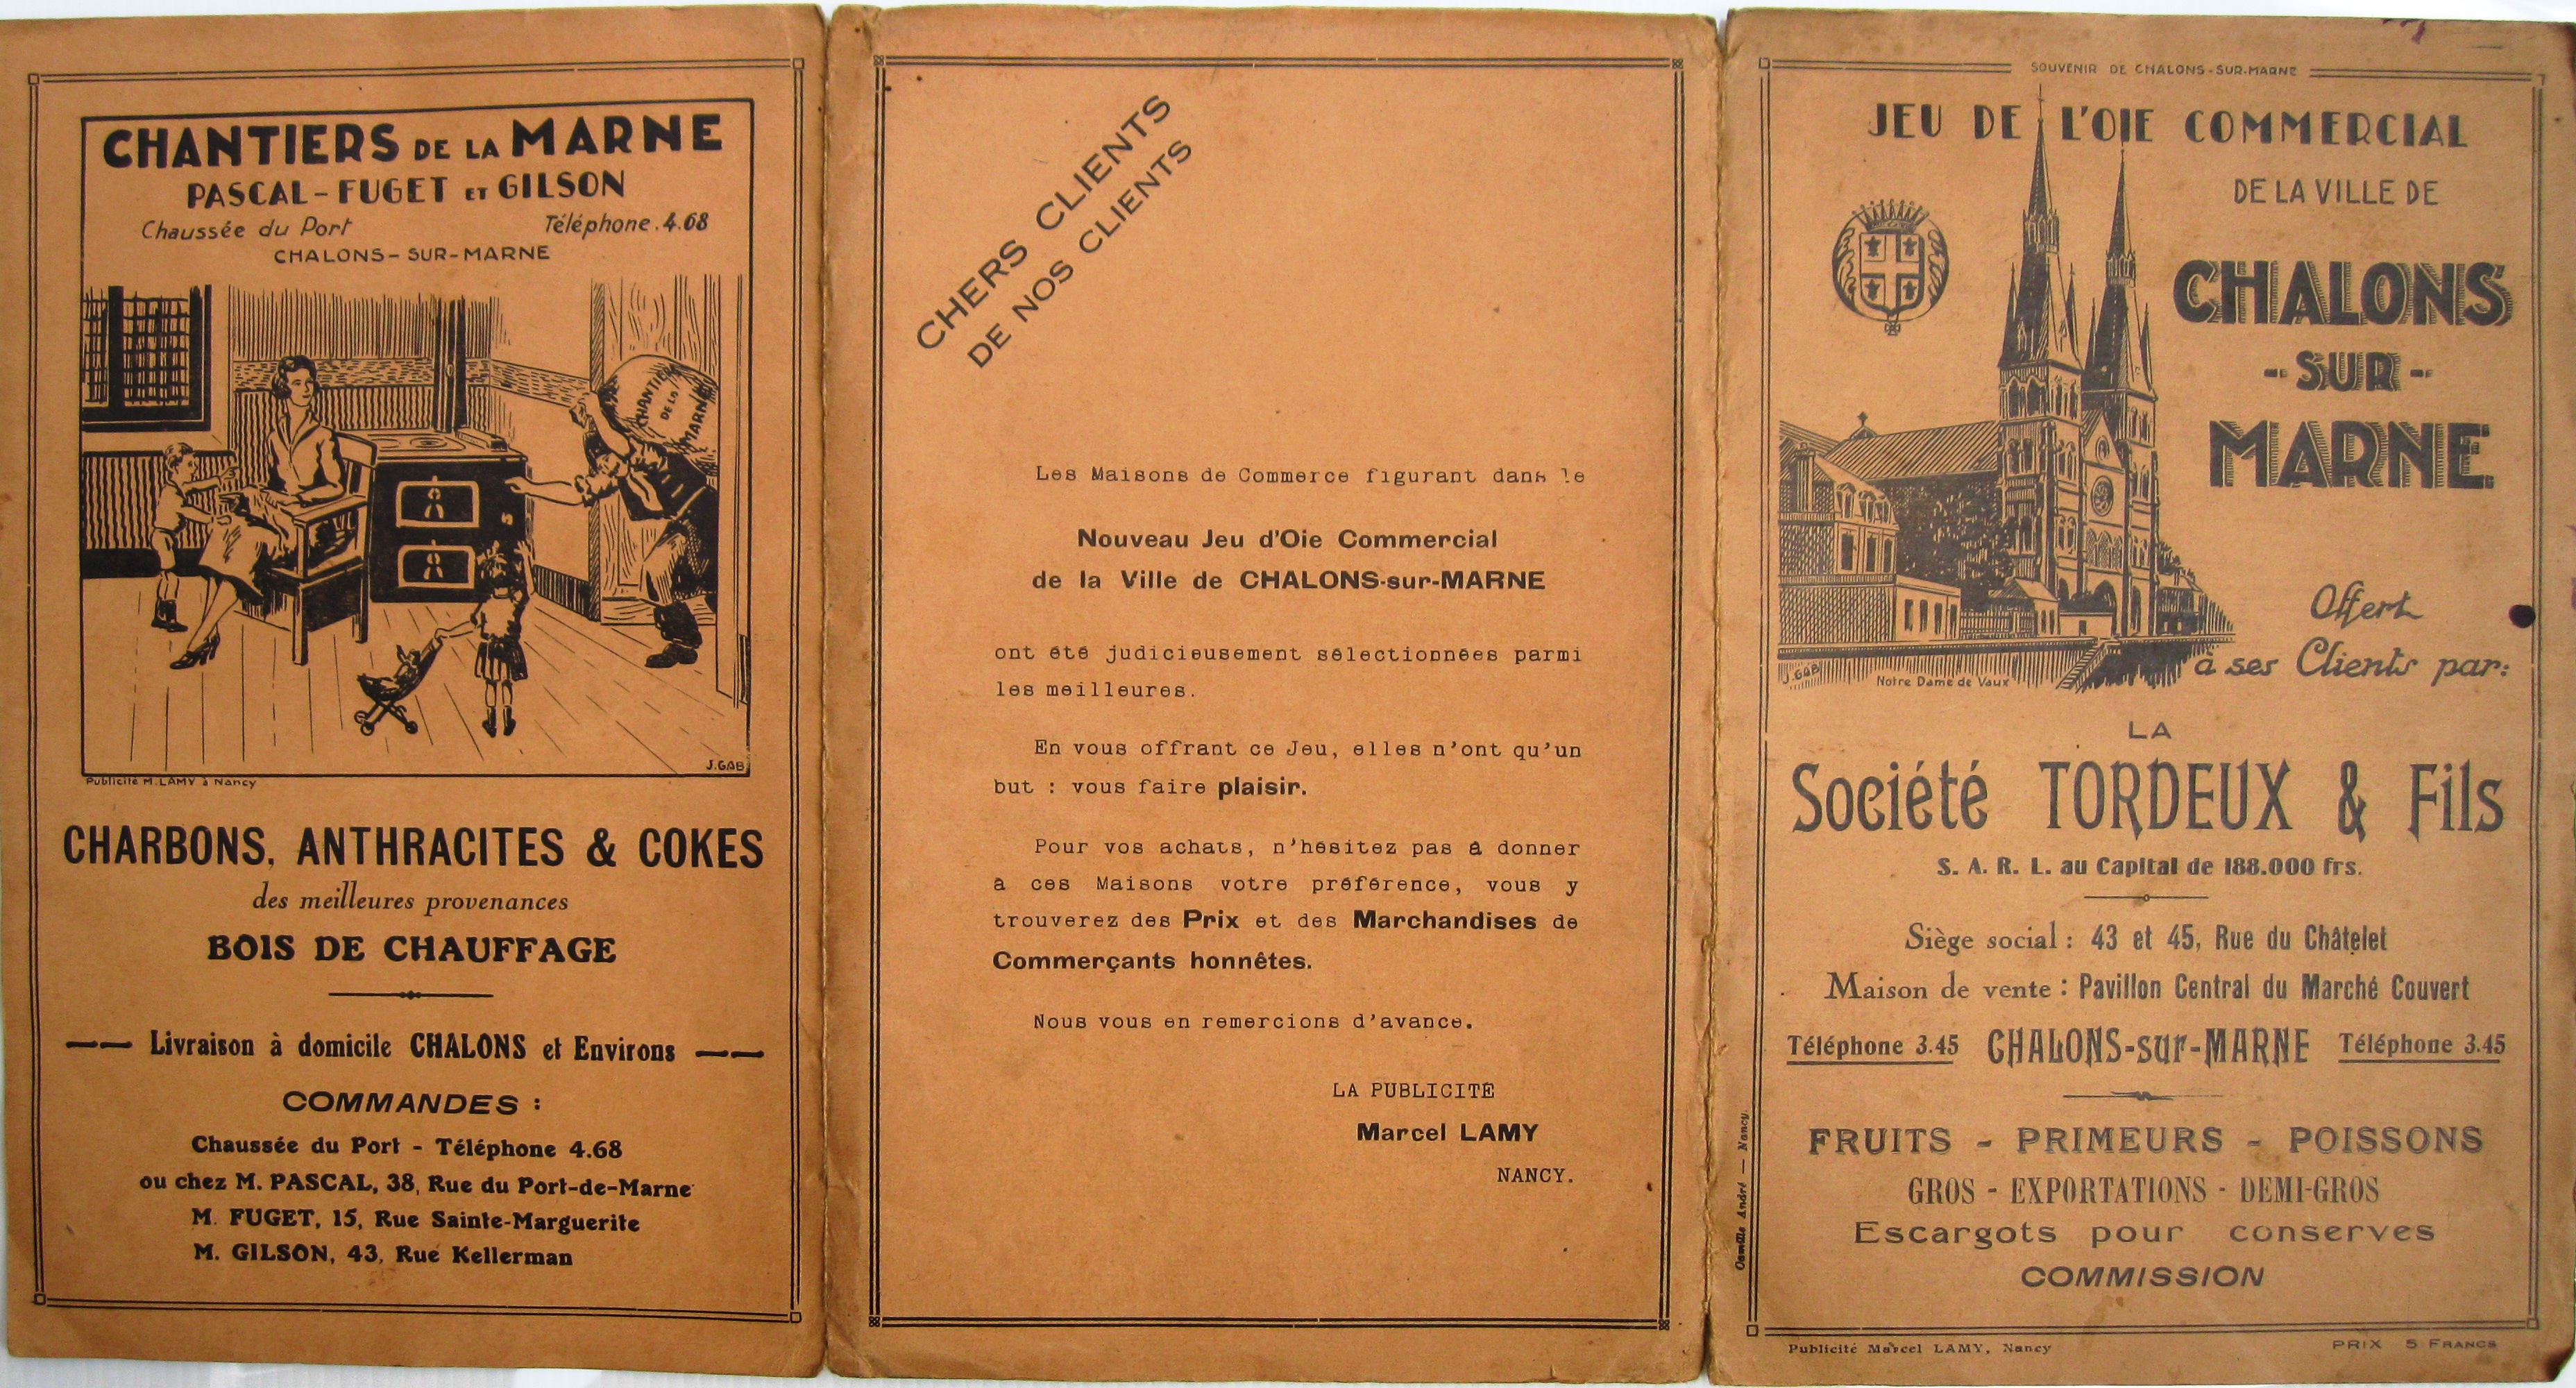 CHANTIERS DE LA MARNE
PASCAL - FUGET ET GILSON
Chaussée du Port Téléphone. 4.68
CHALONS-SUR-MARNE
CHANTIERS
DE LA
MARNE
J.GAB
Publicité M. LAMY à Nancy
CHARBONS, ANTHRACITES & COKES
des meilleures provenances
BOIS DE CHAUFFAGE
Livraison à domicile CHALONS et Environs
COMMANDES :
Chaussée du Port - Téléphone 4.68
ou chez M. PASCAL, 38, Rue du Port-de-Marne
M. FUGET, 15, Rue Sainte-Marguerite
M. GILSON, 43, Rue Kellerman
CHERS CLIENTS
DE NOS CLIENTS
Les Maisons de Commerce figurant dans le
Nouveau Jeu d'Oie Commercial
de la Ville de CHALONS-sur-MARNE
ont été judicieusement sélectionnées parmi
les meilleures.
En vous offrant ce Jeu, elles n'ont qu'un
but : vous faire plaisir.
Pour vos achats, n'hésitez pas à donner
à ces Maisons votre préférence, vous y
trouverez des Prix et des Marchandises de
Commerçants honnêtes.
Nous vous en remercions d'avance.
LA PUBLICITÉ
Marcel LAMY
NANCY.
SOUVENIR DE CHALONS-SUR-MARNE
JEU DE L'OIE COMMERCIAL
DE LA VILLE DE
CHALONS
- SUR -
MARNE
Offert
à ses Clients par:
J.GAB
Notre Dame de Vaux
LA
Société TORDEUX & Fils
S. A. R. L. au Capital de 188.000 frs.
Siège social : 43 et 45, Rue du Châtelet
Maison de vente : Pavillon Central du Marché Couvert
Téléphone 3.45 CHALONS-sur-MARNE Téléphone 3.45
FRUITS - PRIMEURS - POISSONS
GROS - EXPORTATIONS - DEMI-GROS
Escargots pour conserves
COMMISSION
Camille André — Nancy.
Publicité Marcel LAMY, Nancy
PRIX 5 FRANCS